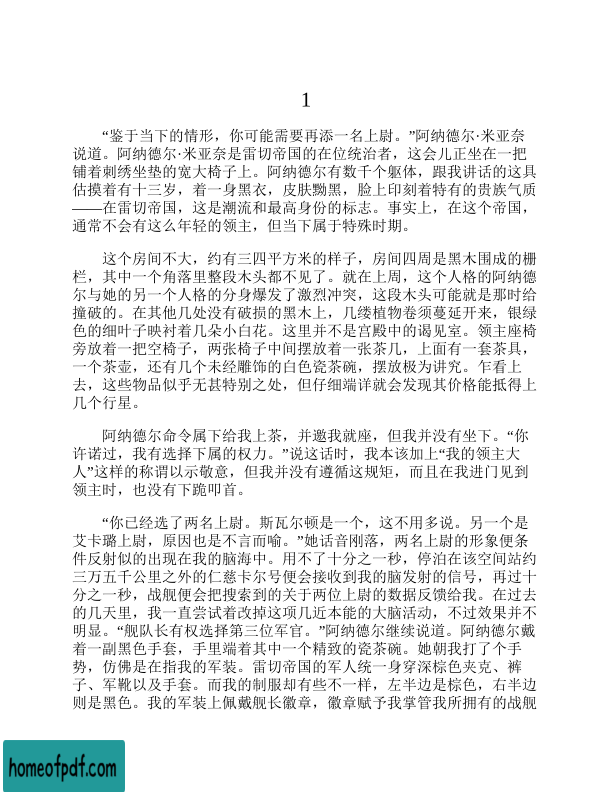 1
“鉴于当下的情形，你可能需要再添一名上尉。”阿纳德尔·米亚奈
说道。阿纳德尔·米亚奈是雷切帝国的在位统治者，这会儿正坐在一把
铺着刺绣坐垫的宽大椅子上。阿纳德尔有数千个躯体，跟我讲话的这具
估摸着有十三岁，着一身黑衣，皮肤黝黑，脸上印刻着特有的贵族气质
——在雷切帝国，这是潮流和最高身份的标志。事实上，在这个帝国，
通常不会有这么年轻的领主，但当下属于特殊时期。
这个房间不大，约有三四平方米的样子，房间四周是黑木围成的栅
栏，其中一个角落里整段木头都不见了。就在上周，这个人格的阿纳德
尔与她的另一个人格的分身爆发了激烈冲突，这段木头可能就是那时给
撞破的。在其他几处没有破损的黑木上，几缕植物卷须蔓延开来，银绿
色的细叶子映衬着几朵小白花。这里并不是宫殿中的谒见室。领主座椅
旁放着一把空椅子，两张椅子中间摆放着一张茶几，上面有一套茶具，
一个茶壶，还有几个未经雕饰的白色瓷茶碗，摆放极为讲究。乍看上
去，这些物品似乎无甚特别之处，但仔细端详就会发现其价格能抵得上
几个行星。
阿纳德尔命令属下给我上茶，并邀我就座，但我并没有坐下。“你
许诺过，我有选择下属的权力。”说这话时，我本该加上“我的领主大
人”这样的称谓以示敬意，但我并没有遵循这规矩，而且在我进门见到
领主时，也没有下跪叩首。
“你已经选了两名上尉。斯瓦尔顿是一个，这不用多说。另一个是
艾卡璐上尉，原因也是不言而喻。”她话音刚落，两名上尉的形象便条
件反射似的出现在我的脑海中。用不了十分之一秒，停泊在该空间站约
三万五千公里之外的仁慈卡尔号便会接收到我的脑发射的信号，再过十
分之一秒，战舰便会把搜索到的关于两位上尉的数据反馈给我。在过去
的几天里，我一直尝试着改掉这项几近本能的大脑活动，不过效果并不
明显。“舰队长有权选择第三位军官。”阿纳德尔继续说道。阿纳德尔戴
着一副黑色手套，手里端着其中一个精致的瓷茶碗。她朝我打了个手
势，仿佛是在指我的军装。雷切帝国的军人统一身穿深棕色夹克、裤
子、军靴以及手套。而我的制服却有些不一样，左半边是棕色，右半边
则是黑色。我的军装上佩戴舰长徽章，徽章赋予我掌管我所拥有的战舰
homeofpdf.com